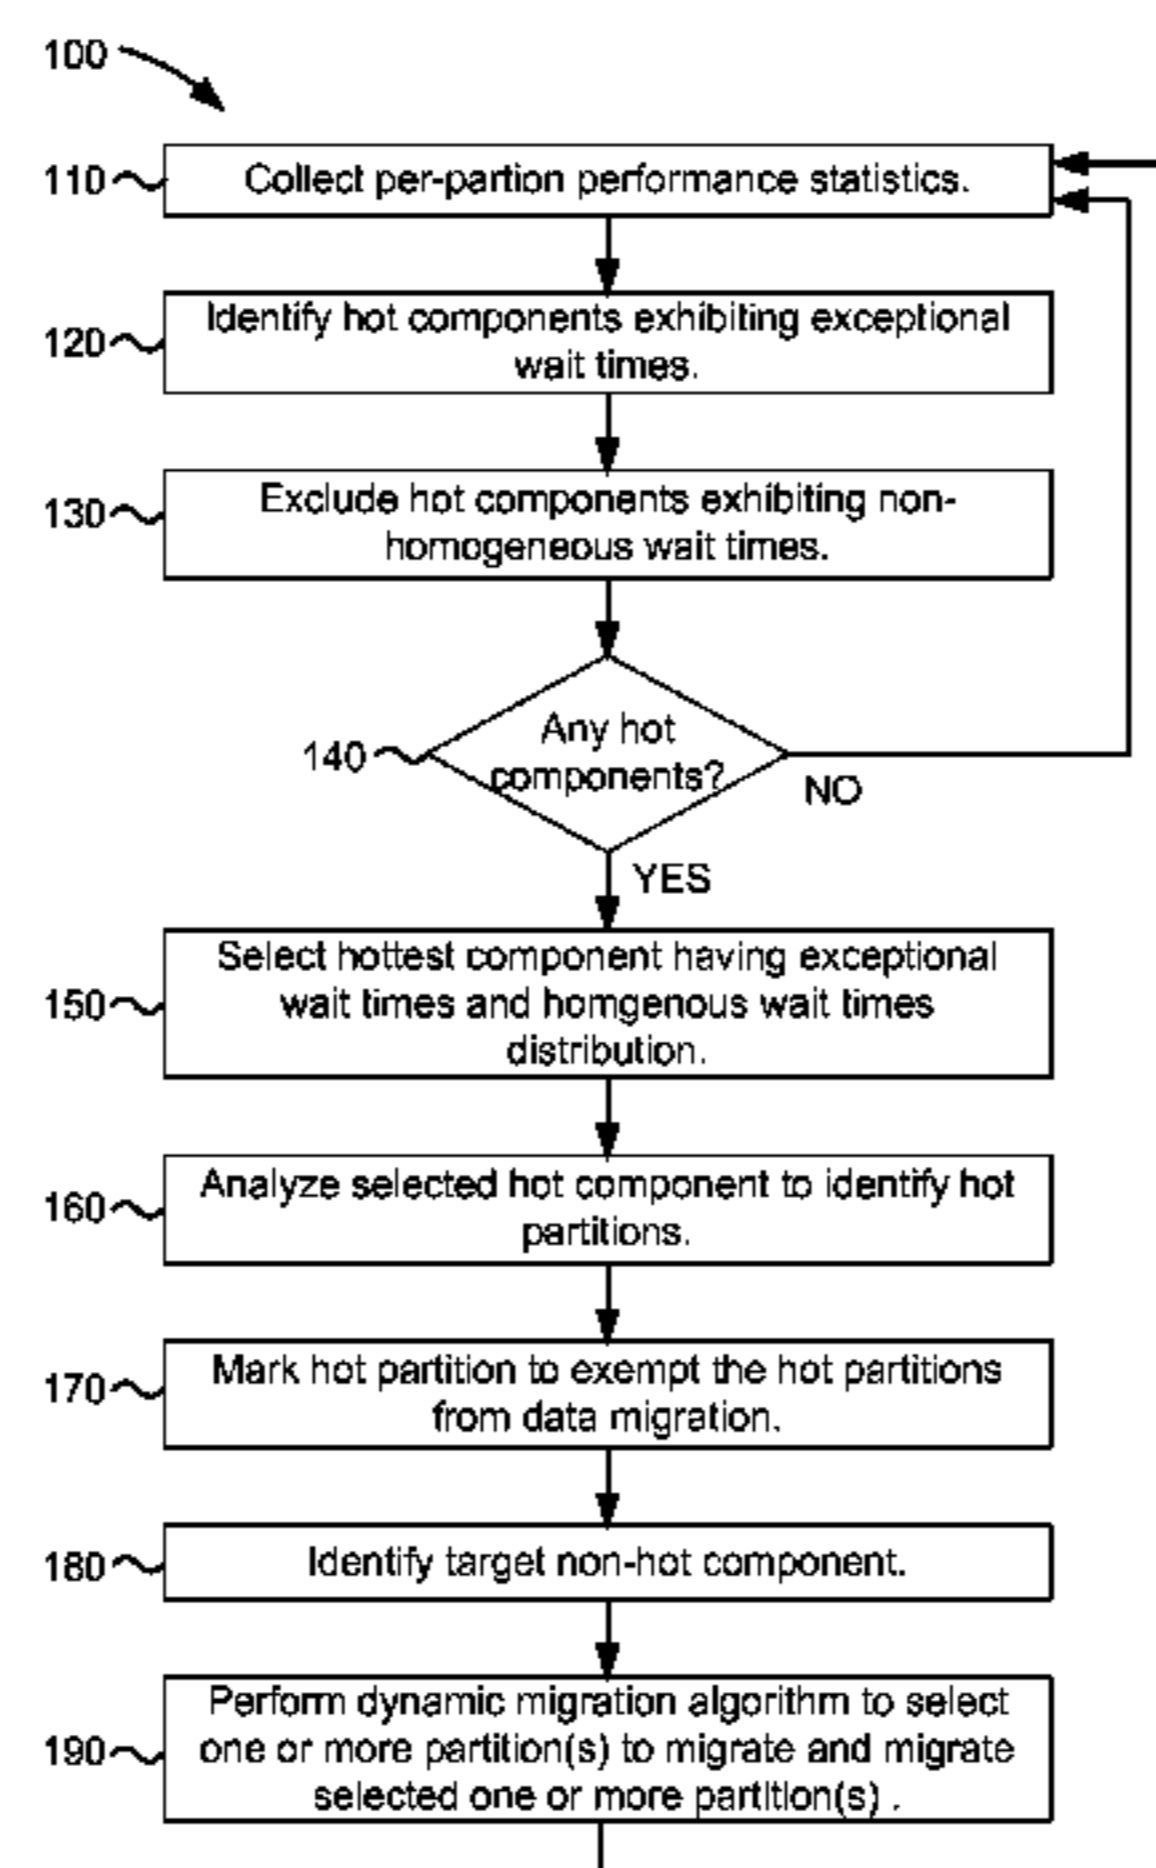 100
110
Collect per-partion performance statistics.
120
Identify hot components exhibiting exceptional
wait times.
130
Exclude hot components exhibiting non-
homogeneous wait times.
140
Any hot
components?
NO
YES
150
Select hottest component having exceptional
wait times and homgenous wait times
distribution.
160
Analyze selected hot component to identify hot
partitions.
170
Mark hot partition to exempt the hot partitions
from data migration.
180
Identify target non-hot component.
190
Perform dynamic migration algorithm to select
one or more partition(s) to migrate and migrate
selected one or more partition(s) .